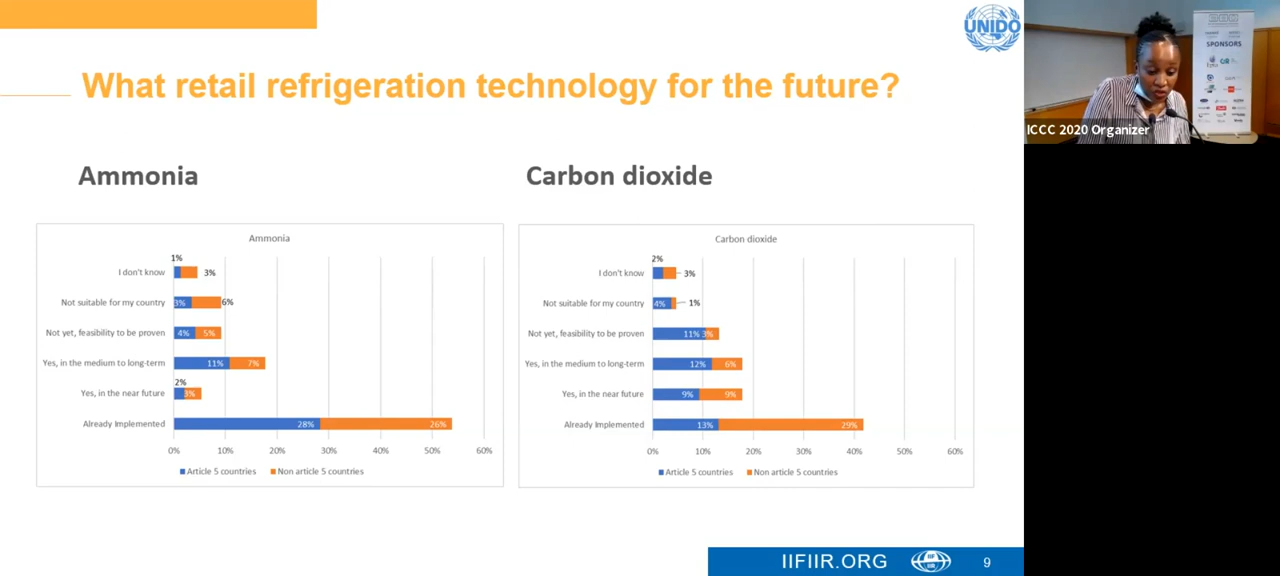 UNIDO
What retail refrigeration technology for the future?
SPONSORS
ICCC 2020 Organizer
Ammonia
Carbon dioxide
Ammonia
1%
I don't know
3%
Not suitable for my country
3%
6%
Not yet, feasibility to be proven
4%
5%
Yes, in the medium to long-term
11%
7%
2%
Yes, in the near future
3%
Already Implemented
28%
26%
0%
10%
20%
30%
40%
50%
60%
Article 5 countries
Non article 5 countries
Carbon dioxide
2%
I don't know
3%
Not suitable for my country
4%
1%
Not yet, feasibility to be proven
11%
3%
Yes, in the medium to long-term
12%
6%
Yes, in the near future
9%
9%
Already Implemented
13%
29%
0%
10%
20%
30%
40%
50%
60%
Article 5 countries
Non article 5 countries
IIFIIR.ORG
9